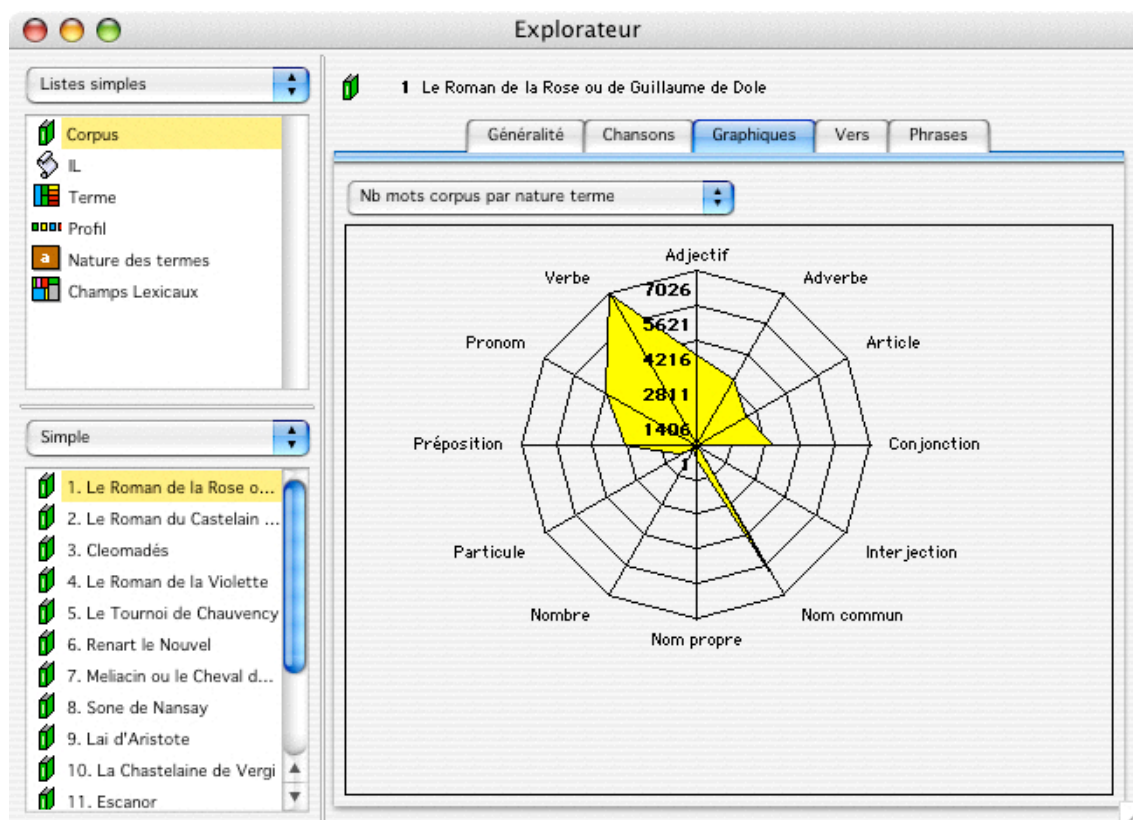 Explorateur
Listes simples
Corpus
IL
Terme
Profil
a Nature des termes
Champs Lexicaux
Simple
1. Le Roman de la Rose o...
2. Le Roman du Castelain ...
3. Cleomadés
4. Le Roman de la Violette
5. Le Tournoi de Chauvency
6. Renart le Nouvel
7. Meliacin ou le Cheval d...
8. Sone de Nansay
9. Lai d'Aristote
10. La Chastelaine de Vergi
11. Escanor
1 Le Roman de la Rose ou de Guillaume de Dole
Généralité Chansons Graphiques Vers Phrases
Nb mots corpus par nature terme
Adjectif
Verbe Adverbe
7026
5621
Pronom Article
4216
2811
1406
Préposition Conjonction
1
Particule Interjection
Nombre Nom commun
Nom propre